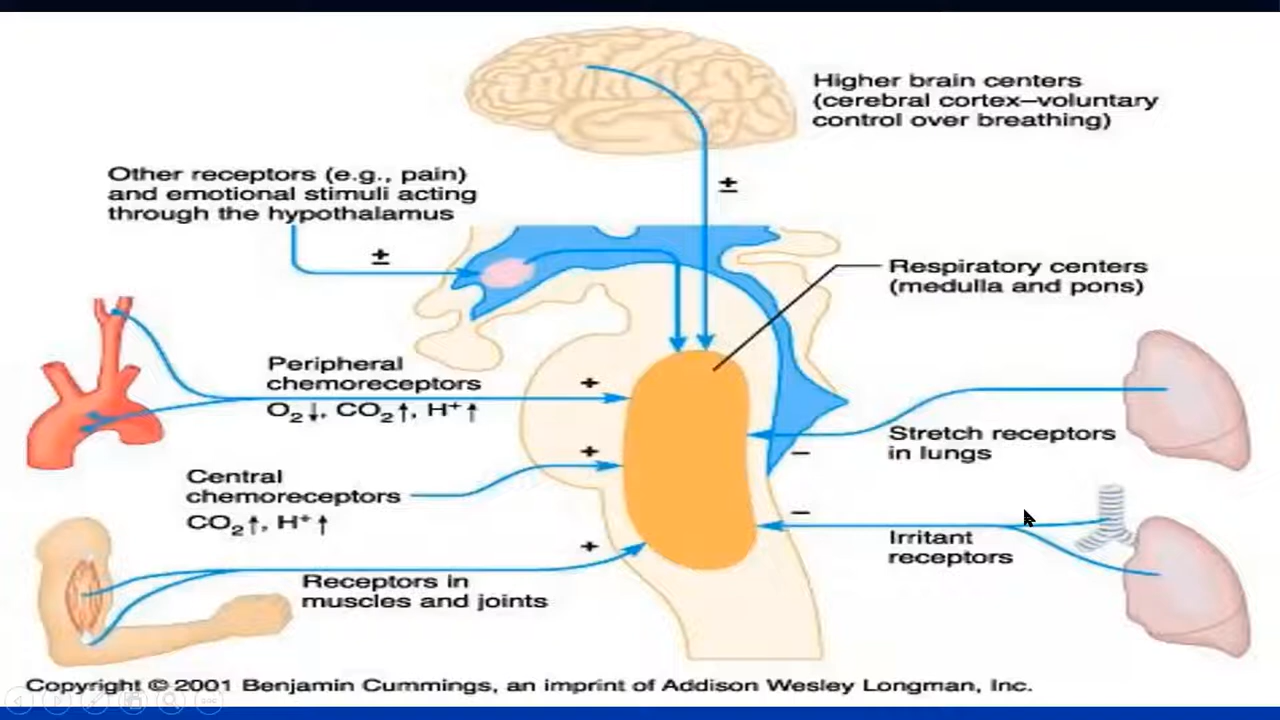 Higher brain centers
(cerebral cortex–voluntary
control over breathing)
±
Other receptors (e.g., pain)
and emotional stimuli acting
through the hypothalamus
±
Respiratory centers
(medulla and pons)
Peripheral
chemoreceptors
O₂↓, CO₂↑, H⁺↑
+
Stretch receptors
in lungs
−
Central
chemoreceptors
CO₂↑, H⁺↑
+
Irritant
receptors
−
Receptors in
muscles and joints
+
Copyright © 2001 Benjamin Cummings, an imprint of Addison Wesley Longman, Inc.